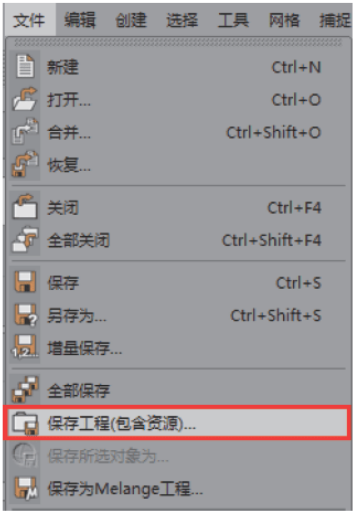 文件 编辑 创建 选择 工具 网格 捕捉
新建 Ctrl+N
打开... Ctrl+O
合并... Ctrl+Shift+O
恢复...
关闭 Ctrl+F4
全部关闭 Ctrl+Shift+F4
保存 Ctrl+S
另存为... Ctrl+Shift+S
增量保存...
全部保存
保存工程(包含资源)...
保存所选对象为...
保存为Melange工程...